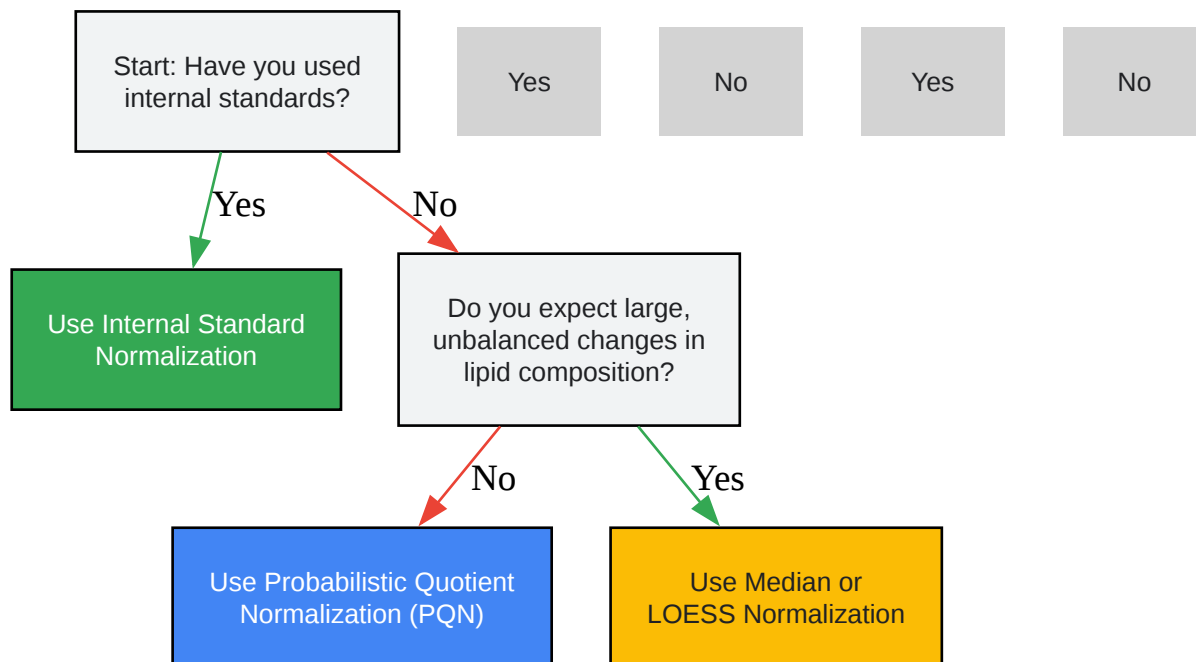 Start: Have you used
internal standards?
Yes
No
Yes
No
Yes
No
Use Internal Standard
Normalization
Do you expect large,
unbalanced changes in
lipid composition?
No
Yes
Use Probabilistic Quotient
Normalization (PQN)
Use Median or
LOESS Normalization